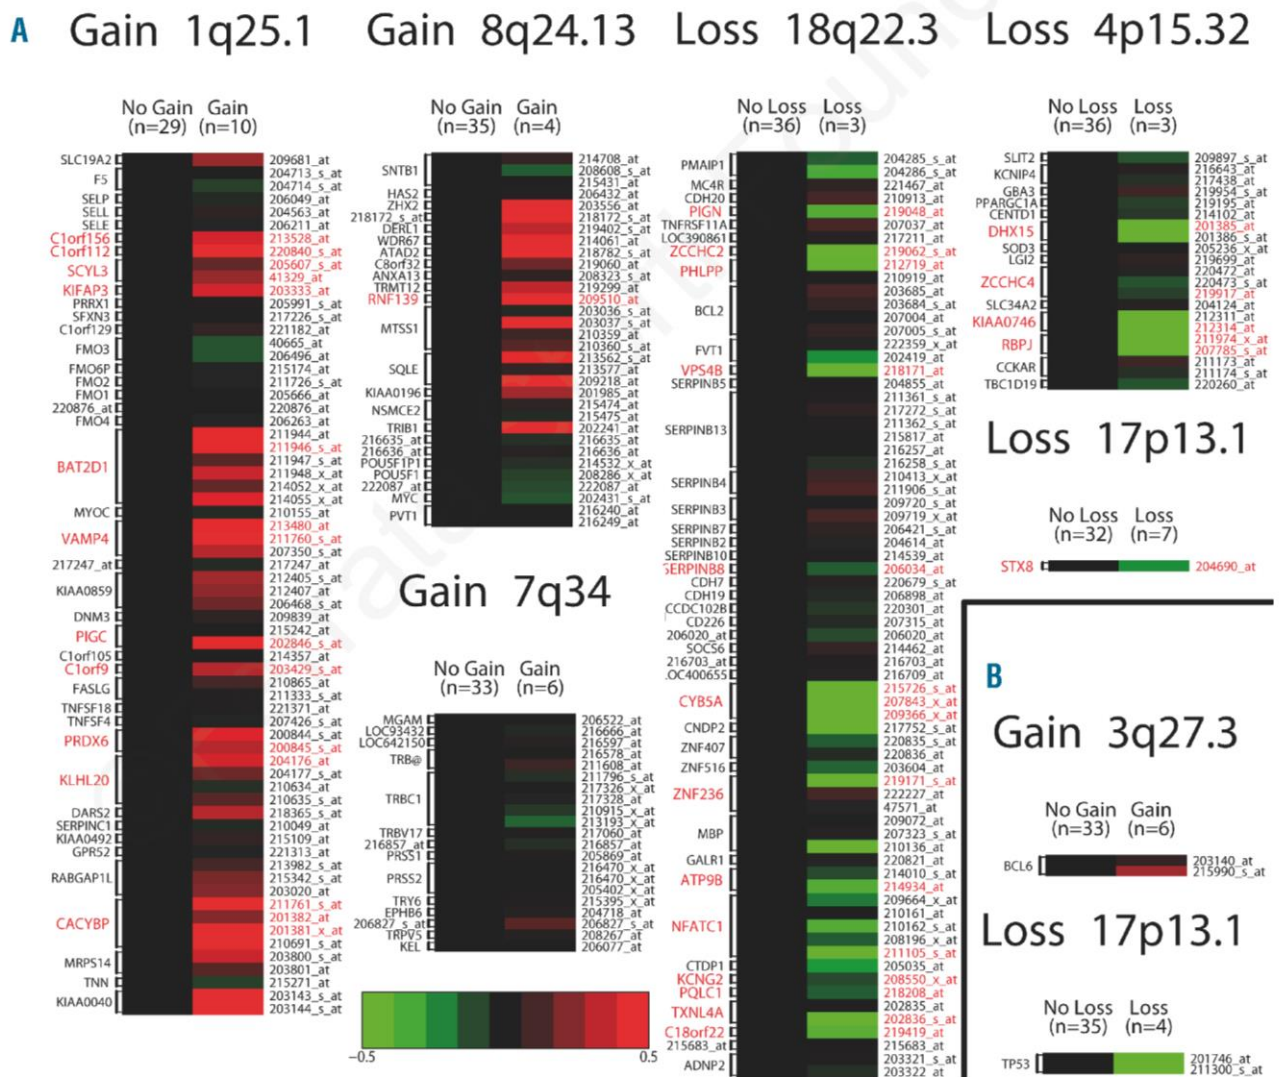 A
Gain 1q25.1
No Gain Gain
(n=29) (n=10)
SLC19A2 209681_at
F5 204713_s_at
204714_s_at
SELP 206049_at
SELL 204563_at
SELE 206211_at
C1orf156 213528_at
C1orf112 220840_s_at
SCYL3 205607_s_at
41329_at
KIFAP3 203333_at
PRRX1 205991_s_at
SFXN3 217226_s_at
C1orf129 221182_at
FMO3 40665_at
206496_at
FMO6P 215174_at
FMO2 211726_s_at
FMO1 205666_at
220876_at 220876_at
FMO4 206263_at
BAT2D1 211944_at
211946_s_at
211947_s_at
211948_x_at
214052_x_at
214055_x_at
MYOC 210155_at
VAMP4 213480_at
211760_s_at
207350_s_at
217247_at 217247_at
KIAA0859 212405_s_at
212407_at
206468_s_at
DNM3 209839_at
215242_at
PIGC 202846_s_at
C1orf105 214357_at
C1orf9 203429_s_at
FASLG 210865_at
211333_s_at
TNFSF18 221371_at
TNFSF4 207426_s_at
PRDX6 200844_s_at
200845_s_at
KLHL20 204176_at
204177_s_at
210634_at
210635_s_at
DARS2 218365_s_at
SERPINC1 210049_at
KIAA0492 215109_at
GPR52 221313_at
RABGAP1L 213982_s_at
215342_s_at
203020_at
CACYBP 211761_s_at
201382_at
201381_x_at
210691_s_at
MRPS14 203800_s_at
203801_at
TNN 215271_at
KIAA0040 203143_s_at
203144_s_at
Gain 8q24.13
No Gain Gain
(n=35) (n=4)
SNTB1 214708_at
208608_s_at
215431_at
HAS2 206432_at
ZHX2 203556_at
218172_s_at 218172_s_at
DERL1 219402_s_at
WDR67 214061_at
ATAD2 218782_s_at
C8orf32 219060_at
ANXA13 208323_s_at
TRMT12 219299_at
RNF139 209510_at
MTSS1 203036_s_at
203037_s_at
210359_at
210360_s_at
SQLE 213562_s_at
213577_at
209218_at
KIAA0196 201985_at
NSMCE2 215474_at
215475_at
TRIB1 202241_at
216635_at 216635_at
216636_at 216636_at
POU5F1P1 214532_x_at
POU5F1 208286_x_at
222087_at 222087_at
MYC 202431_s_at
PVT1 216240_at
216249_at
Gain 7q34
No Gain Gain
(n=33) (n=6)
MGAM 206522_at
LOC93432 216666_at
LOC642150 216597_at
TRB@ 216578_at
211608_at
TRBC1 211796_s_at
217326_x_at
217328_at
210915_x_at
213193_x_at
TRBV17 217060_at
216857_at 216857_at
PRSS1 205869_at
PRSS2 216470_x_at
216470_x_at
205402_x_at
TRY6 215395_x_at
EPHB6 204718_at
206827_s_at 206827_s_at
TRPV5 208267_at
KEL 206077_at
−0.5 0.5
Loss 18q22.3
No Loss Loss
(n=36) (n=3)
PMAIP1 204285_s_at
204286_s_at
MC4R 221467_at
CDH20 210913_at
PIGN 219048_at
TNFRSF11A 207037_at
LOC390861 217211_at
ZCCHC2 219062_s_at
PHLPP 212719_at
210919_at
BCL2 203685_at
203684_s_at
207004_at
207005_s_at
FVT1 222359_x_at
202419_at
VPS4B 218171_at
SERPINB5 204855_at
SERPINB13 211361_s_at
217272_s_at
211362_s_at
215817_at
216257_at
216258_s_at
SERPINB4 210413_x_at
211906_s_at
SERPINB3 209720_s_at
209719_x_at
SERPINB7 206421_s_at
SERPINB2 204614_at
SERPINB10 214539_at
SERPINB8 206034_at
CDH7 220679_s_at
CDH19 206898_at
CCDC102B 220301_at
CD226 207315_at
206020_at 206020_at
SOCS6 214462_at
216703_at 216703_at
OC400655 216709_at
CYB5A 215726_s_at
207843_x_at
209366_x_at
CNDP2 217752_s_at
ZNF407 220835_s_at
220836_at
ZNF516 203604_at
ZNF236 219171_s_at
222227_at
47571_at
MBP 209072_at
207323_s_at
210136_at
GALR1 220821_at
ATP9B 214010_s_at
214934_at
NFATC1 209664_x_at
210161_at
210162_s_at
208196_x_at
211105_s_at
CTDP1 205035_at
KCNG2 208550_x_at
PQLC1 218208_at
TXNL4A 202835_at
202836_s_at
C18orf22 219419_at
215683_at 215683_at
ADNP2 203321_s_at
203322_at
Loss 4p15.32
No Loss Loss
(n=36) (n=3)
SLIT2 209897_s_at
KCNIP4 216643_at
217438_at
GBA3 219954_s_at
PPARGC1A 219195_at
CENTD1 214102_at
DHX15 201385_at
201386_s_at
SOD3 205236_x_at
LGI2 219699_at
ZCCHC4 220472_at
220473_s_at
219917_at
SLC34A2 204124_at
KIAA0746 212311_at
212314_at
RBPJ 211974_x_at
207785_s_at
CCKAR 211173_at
211174_s_at
TBC1D19 220260_at
Loss 17p13.1
No Loss Loss
(n=32) (n=7)
STX8 204690_at
B
Gain 3q27.3
No Gain Gain
(n=33) (n=6)
BCL6 203140_at
215990_s_at
Loss 17p13.1
No Loss Loss
(n=35) (n=4)
TP53 201746_at
211300_s_at